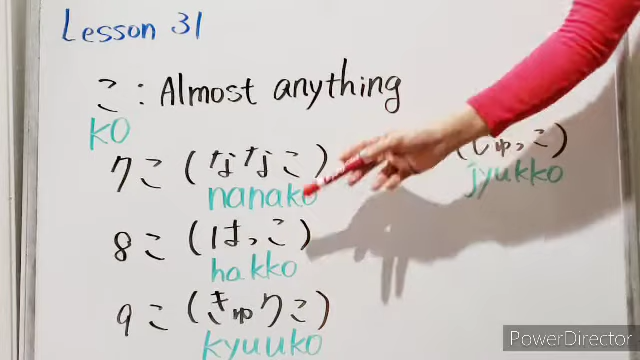 Lesson 31
こ : Almost anything
ko
7こ (ななこ)
nanako
(じゅっこ)
jyukko
8こ (はっこ)
hakko
9こ (きゅうこ)
kyuuko
PowerDirector